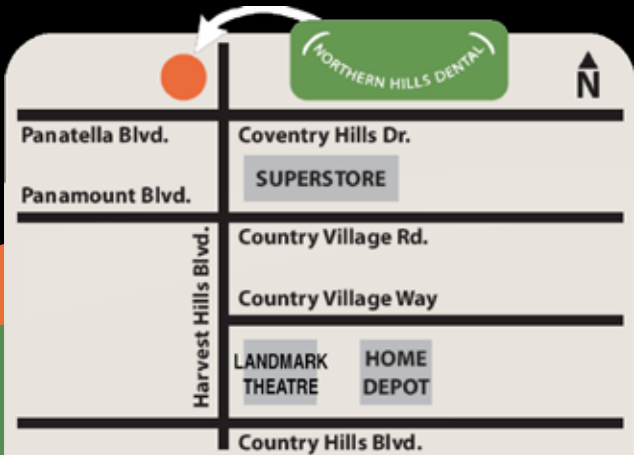 NORTHERN HILLS DENTAL
N
Panatella Blvd.
Coventry Hills Dr.
SUPERSTORE
Panamount Blvd.
Country Village Rd.
Harvest Hills Blvd.
Country Village Way
LANDMARK
THEATRE
HOME
DEPOT
Country Hills Blvd.